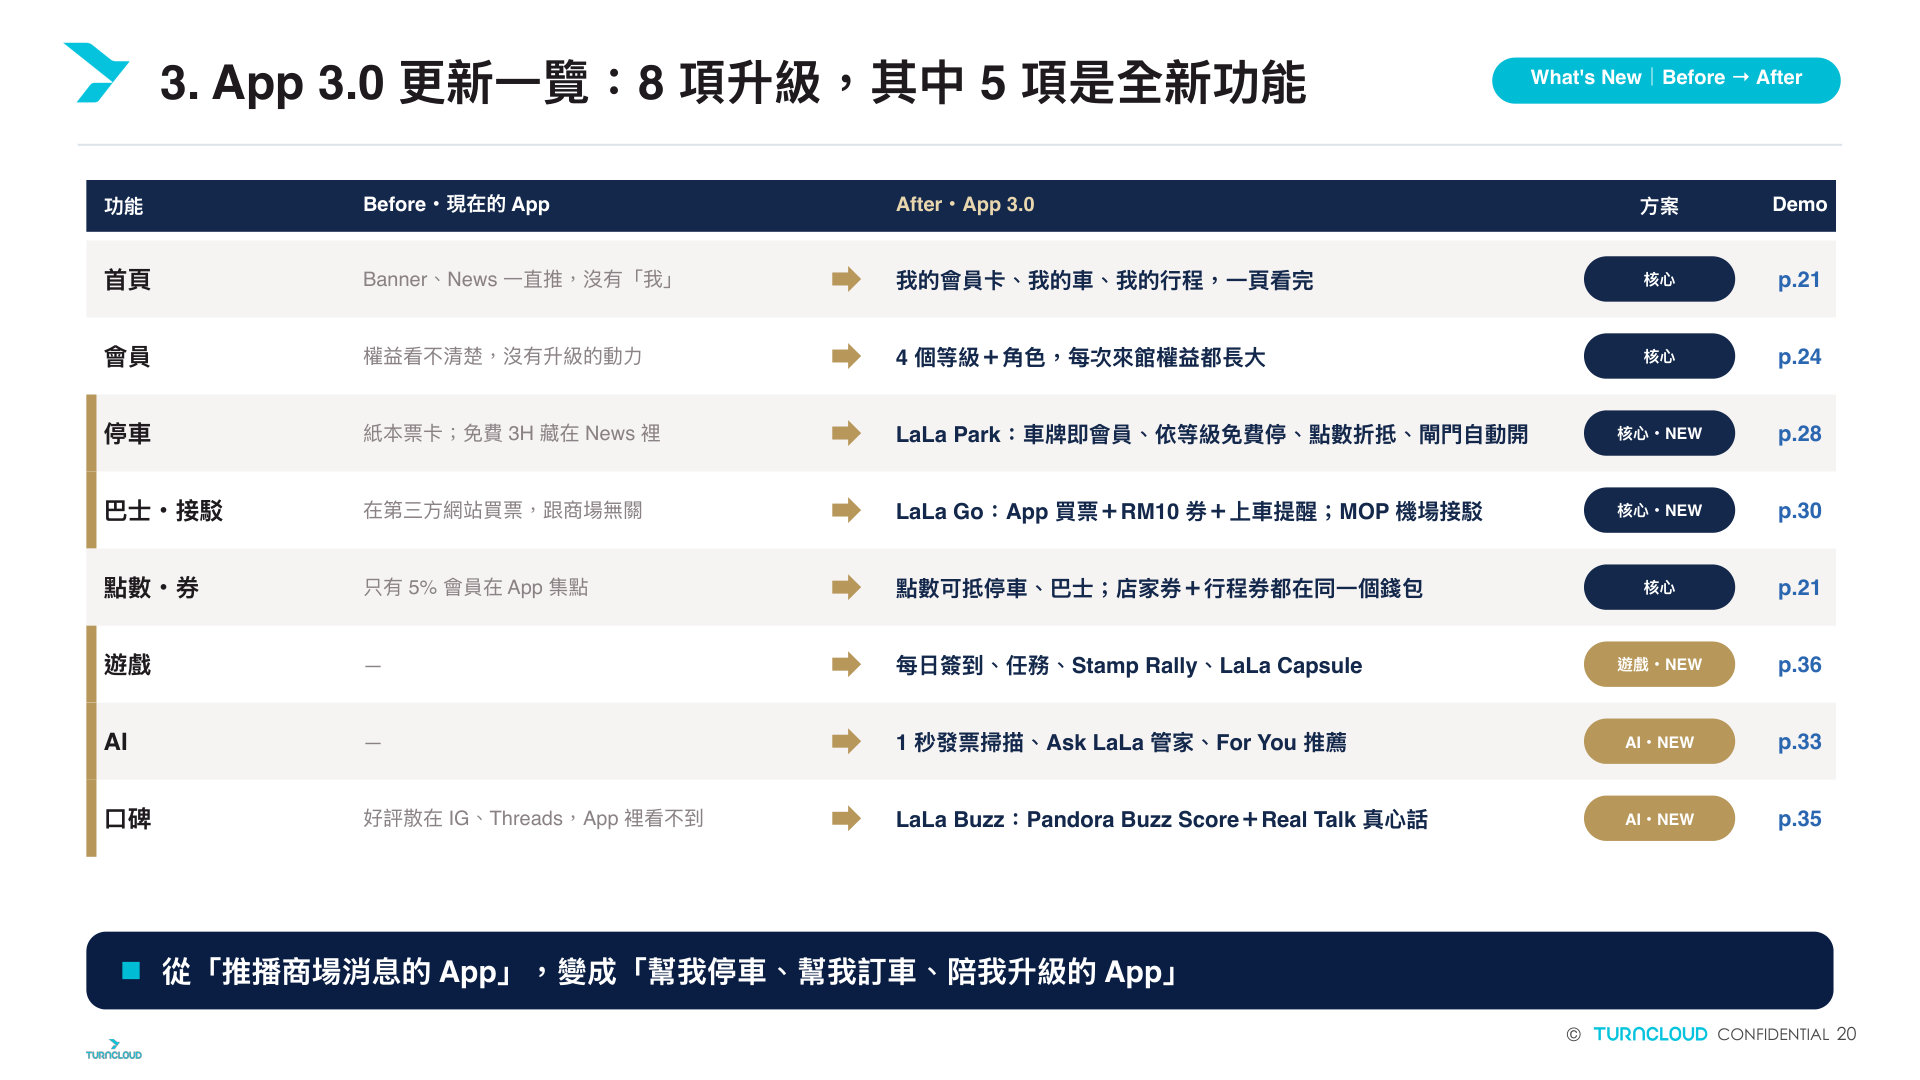 3. App 3.0 更新一覽：8 項升級，其中 5 項是全新功能
What's New｜Before → After
功能 Before・現在的 App After・App 3.0 方案 Demo
首頁 Banner、News 一直推，沒有「我」 我的會員卡、我的車、我的行程，一頁看完 核心 p.21
會員 權益看不清楚，沒有升級的動力 4 個等級＋角色，每次來館權益都長大 核心 p.24
停車 紙本票卡；免費 3H 藏在 News 裡 LaLa Park：車牌即會員、依等級免費停、點數折抵、閘門自動開 核心・NEW p.28
巴士・接駁 在第三方網站買票，跟商場無關 LaLa Go：App 買票＋RM10 券＋上車提醒；MOP 機場接駁 核心・NEW p.30
點數・券 只有 5% 會員在 App 集點 點數可抵停車、巴士；店家券＋行程券都在同一個錢包 核心 p.21
遊戲 — 每日簽到、任務、Stamp Rally、LaLa Capsule 遊戲・NEW p.36
AI — 1 秒發票掃描、Ask LaLa 管家、For You 推薦 AI・NEW p.33
口碑 好評散在 IG、Threads，App 裡看不到 LaLa Buzz：Pandora Buzz Score＋Real Talk 真心話 AI・NEW p.35
從「推播商場消息的 App」，變成「幫我停車、幫我訂車、陪我升級的 App」
© TURNCLOUD CONFIDENTIAL 20
TURNCLOUD